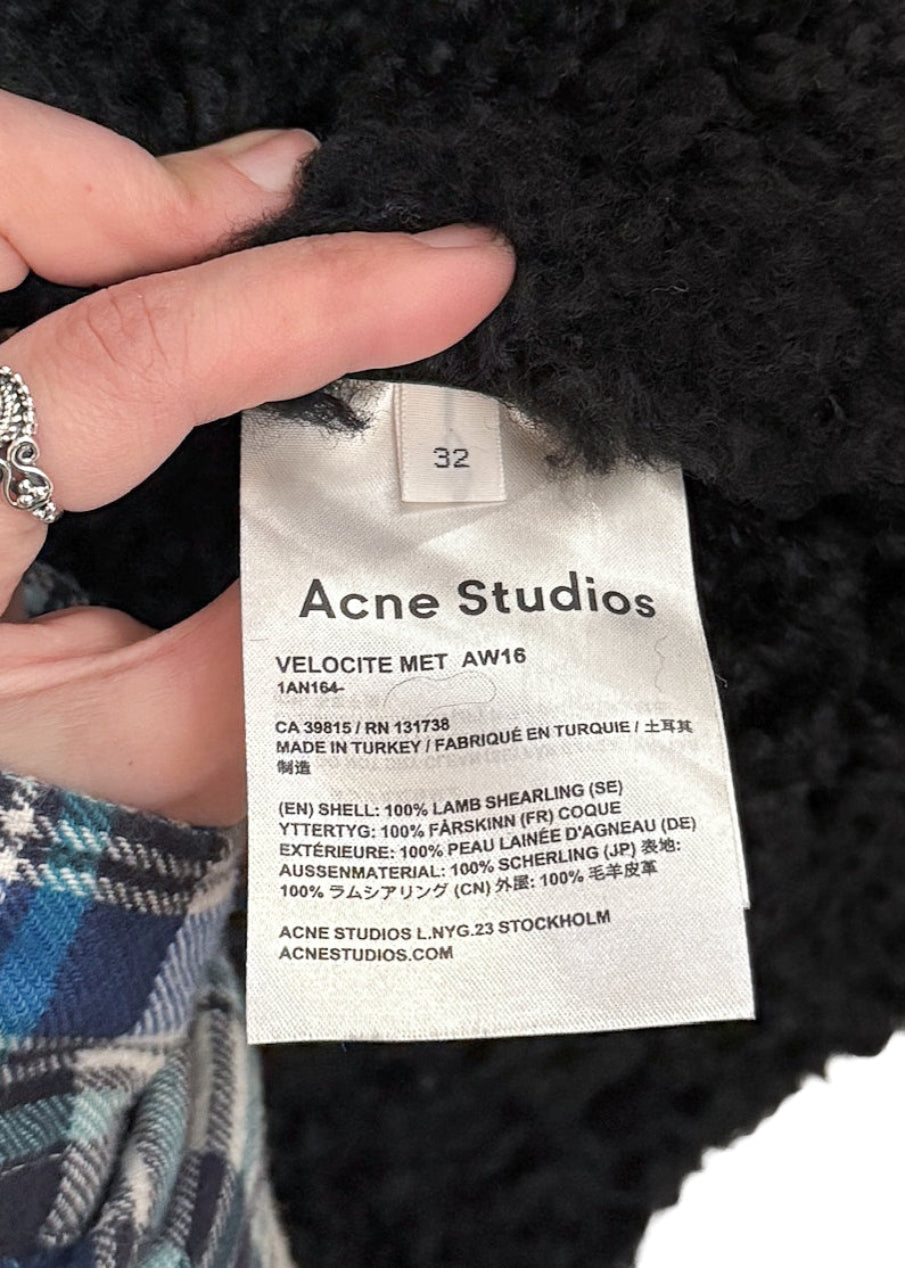 32
Acne Studios
VELOCITE MET AW16
1AN164-
CA 39815 / RN 131738
MADE IN TURKEY / FABRIQUÉ EN TURQUIE / 土耳其
制造
(EN) SHELL: 100% LAMB SHEARLING (SE)
YTTERTYG: 100% FÅRSKINN (FR) COQUE
EXTÉRIEURE: 100% PEAU LAINÉE D'AGNEAU (DE)
AUSSENMATERIAL: 100% SCHERLING (JP) 表地:
100% ラムシアリング (CN) 外屋: 100% 毛羊皮革
ACNE STUDIOS L.NYG.23 STOCKHOLM
ACNESTUDIOS.COM